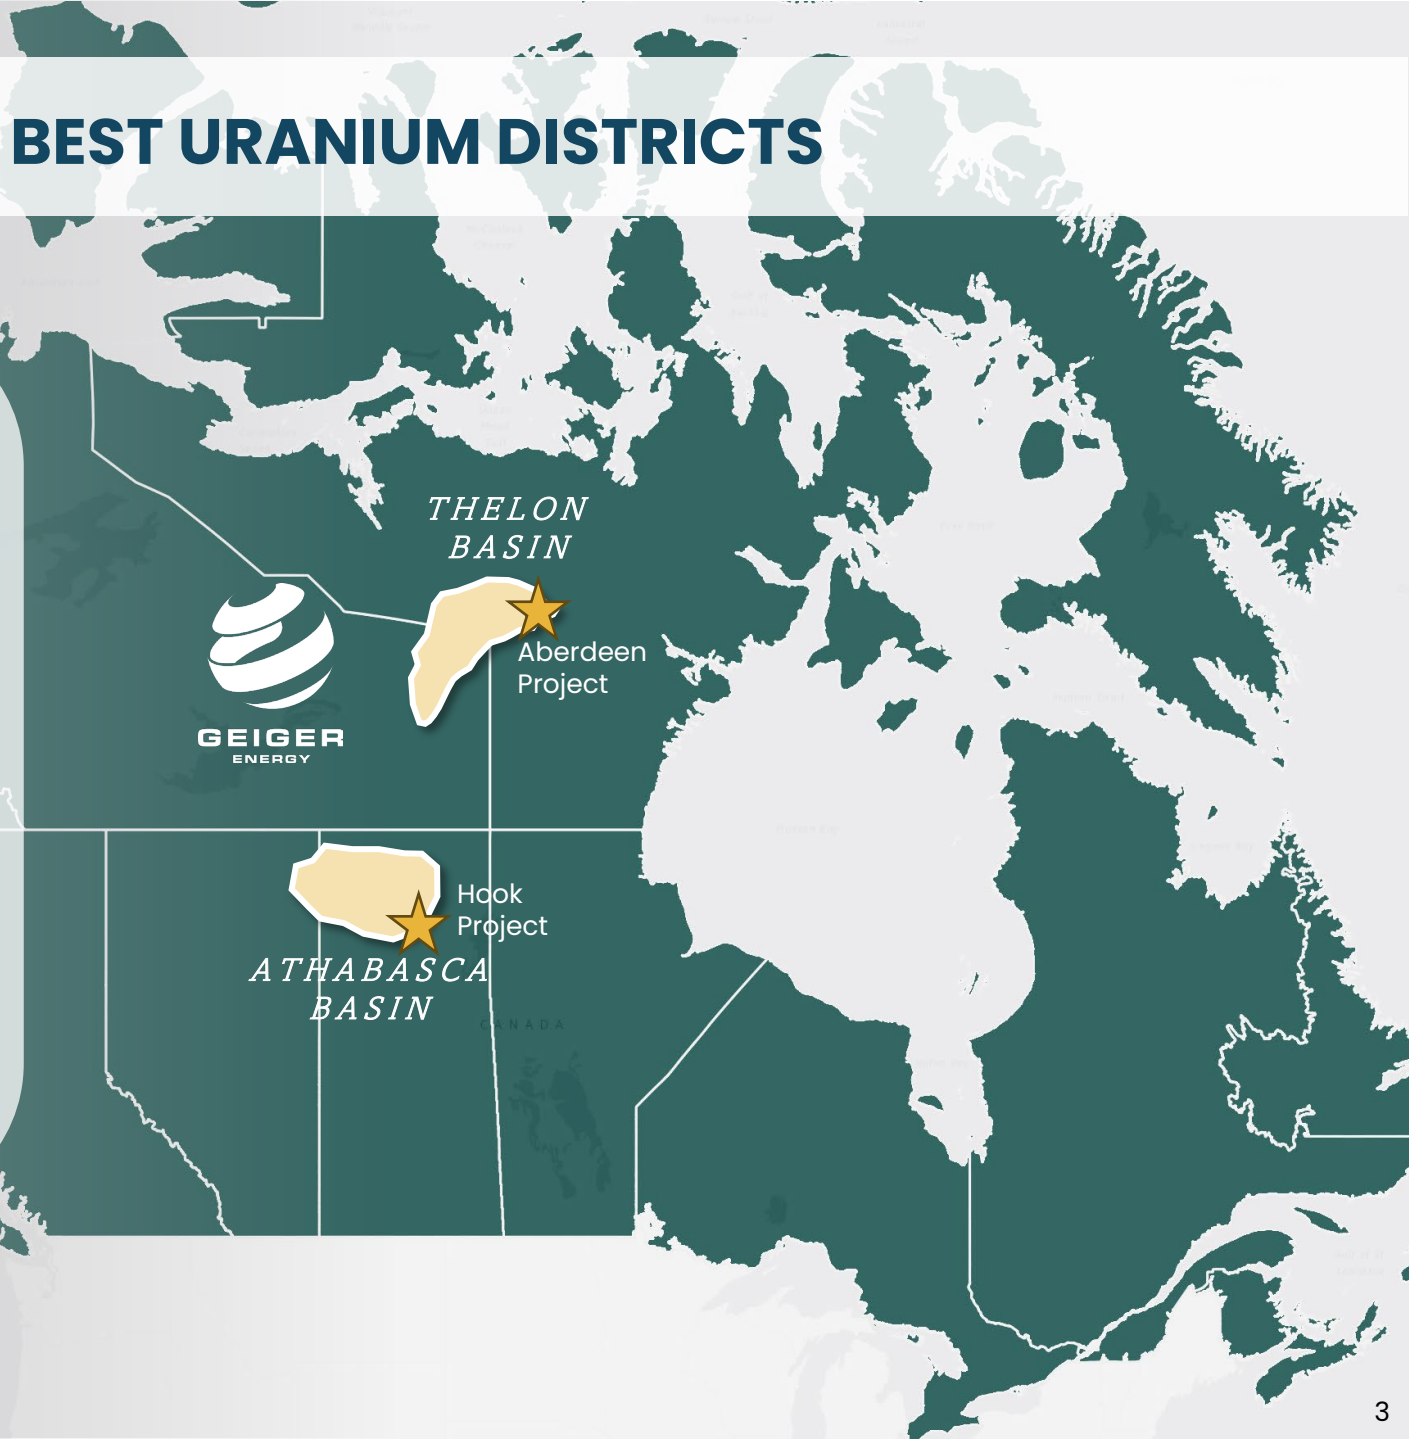 BEST URANIUM DISTRICTS
THELON
BASIN
Aberdeen
Project
GEIGER
ENERGY
Hook
Project
ATHABASCA
BASIN
CANADA
3